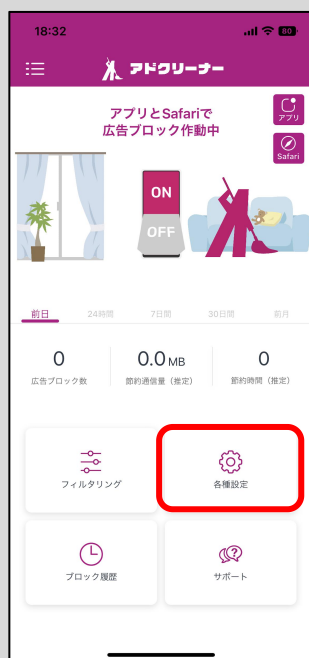 18:32
80
アドクリーナー
アプリとSafariで
広告ブロック作動中
アプリ
Safari
ON
OFF
前日 24時間 7日間 30日間 前月
0 0.0 MB 0
広告ブロック数 節約通信量（推定） 節約時間（推定）
フィルタリング 各種設定
ブロック履歴 サポート